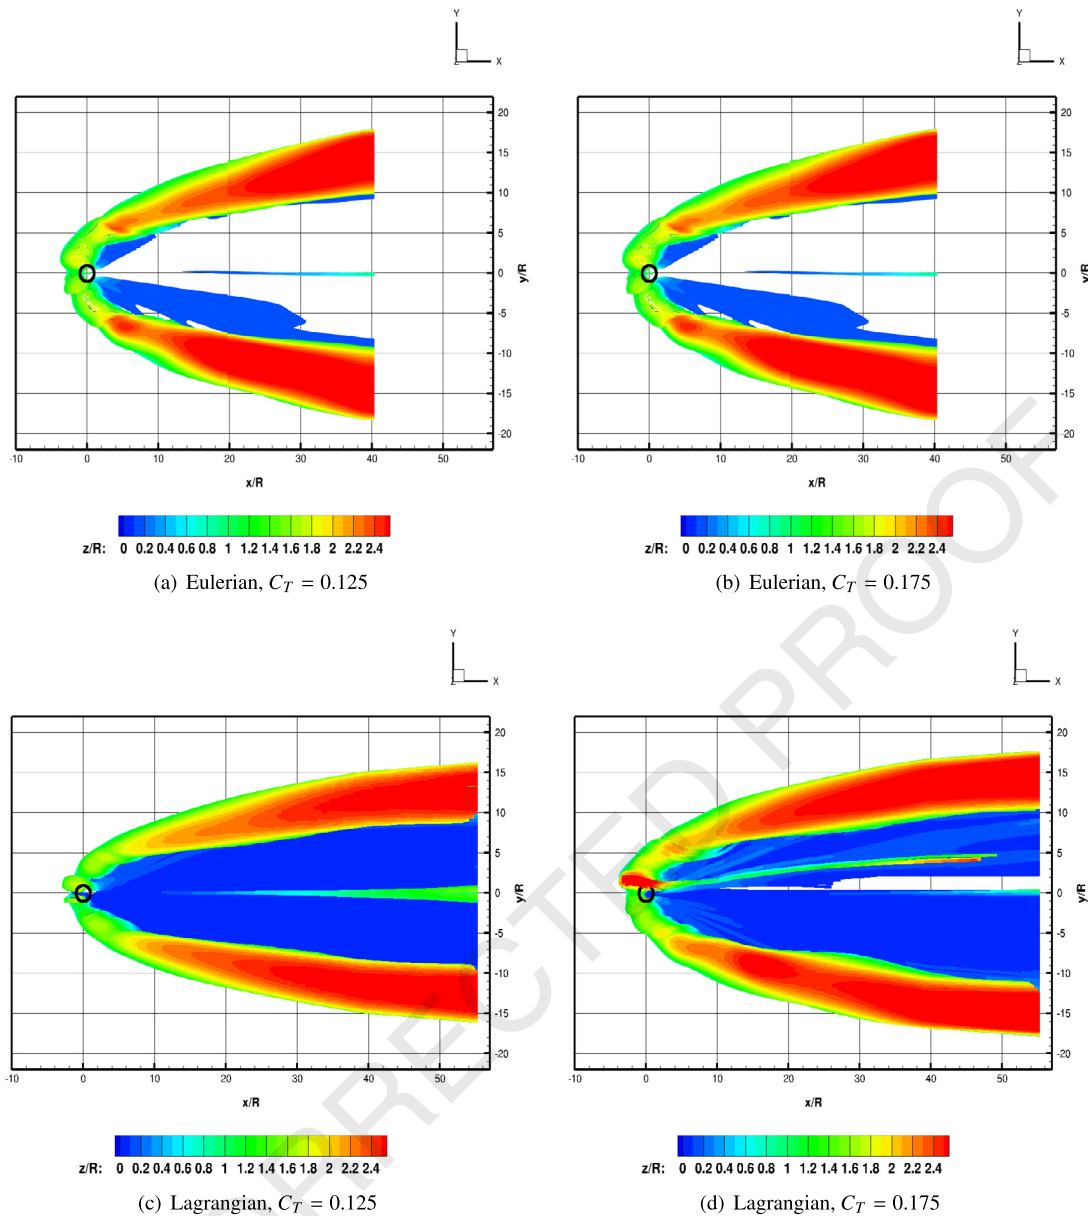 Y
Z X
Y
Z X
20
15
10
5
0
-5
-10
-15
-20
y/R
-10 0 10 20 30 40 50
x/R
20
15
10
5
0
-5
-10
-15
-20
y/R
-10 0 10 20 30 40 50
x/R
z/R: 0 0.2 0.4 0.6 0.8 1 1.2 1.4 1.6 1.8 2 2.2 2.4
z/R: 0 0.2 0.4 0.6 0.8 1 1.2 1.4 1.6 1.8 2 2.2 2.4
(a) Eulerian, C_T = 0.125
(b) Eulerian, C_T = 0.175
Y
Z X
Y
Z X
20
15
10
5
0
-5
-10
-15
-20
y/R
-10 0 10 20 30 40 50
x/R
20
15
10
5
0
-5
-10
-15
-20
y/R
-10 0 10 20 30 40 50
x/R
z/R: 0 0.2 0.4 0.6 0.8 1 1.2 1.4 1.6 1.8 2 2.2 2.4
z/R: 0 0.2 0.4 0.6 0.8 1 1.2 1.4 1.6 1.8 2 2.2 2.4
(c) Lagrangian, C_T = 0.125
(d) Lagrangian, C_T = 0.175
ORRECTED PROOF